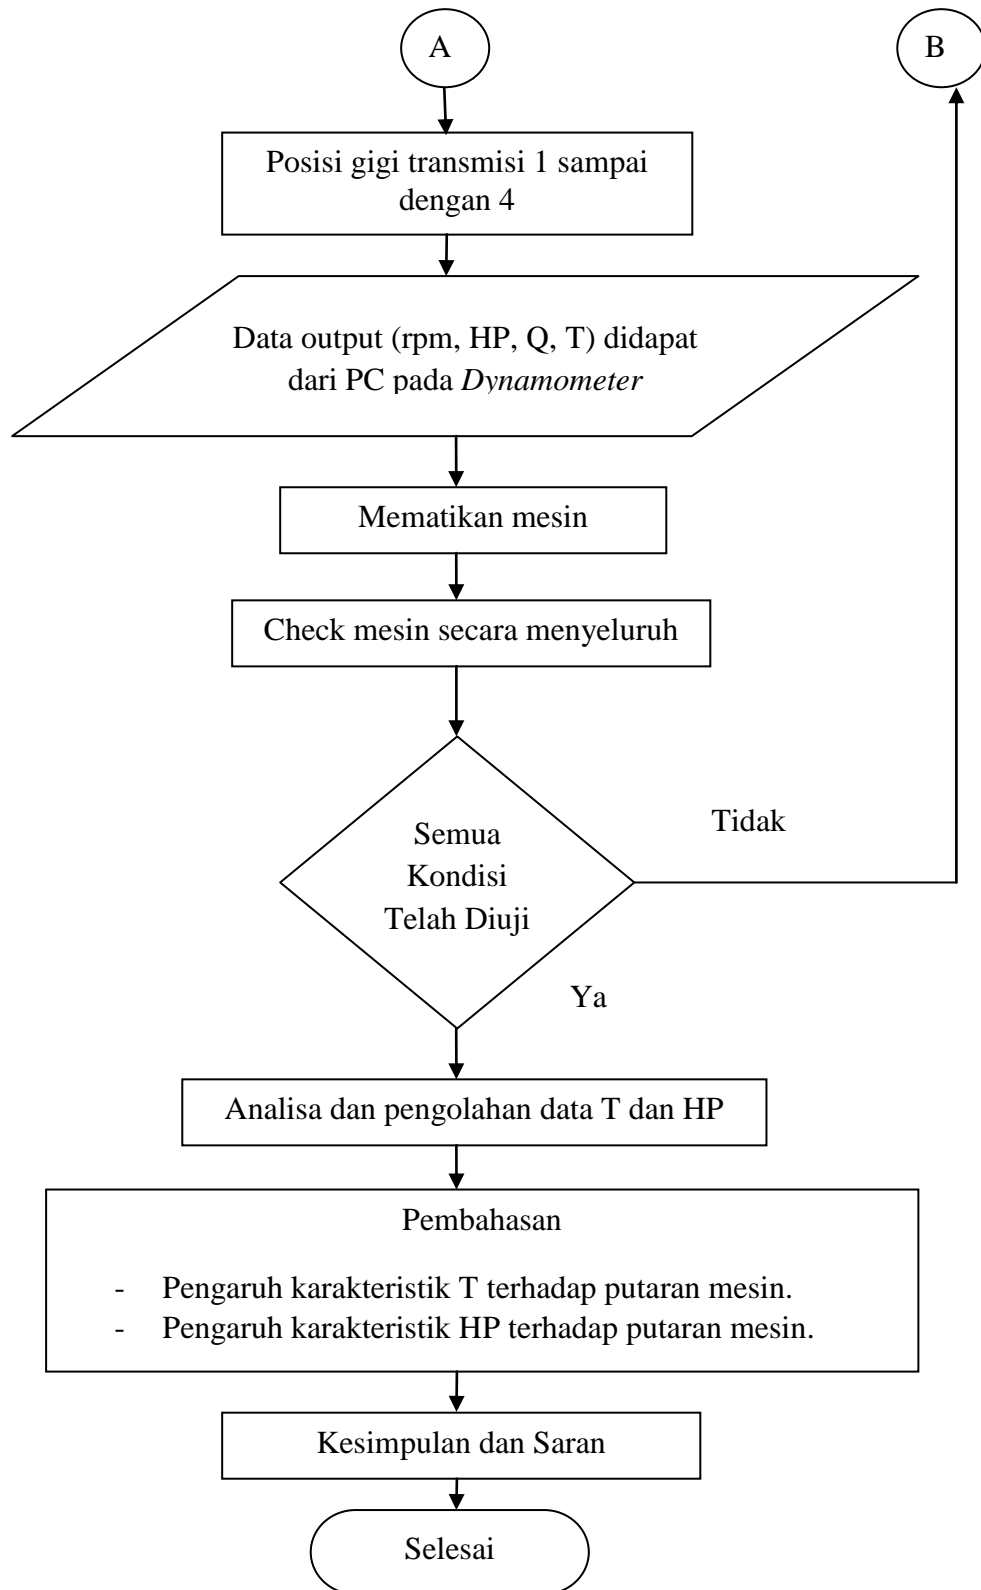 A
B
Posisi gigi transmisi 1 sampai
dengan 4
Data output (rpm, HP, Q, T) didapat
dari PC pada Dynamometer
Mematikan mesin
Check mesin secara menyeluruh
Semua
Kondisi
Telah Diuji
Tidak
Ya
Analisa dan pengolahan data T dan HP
Pembahasan
- Pengaruh karakteristik T terhadap putaran mesin.
- Pengaruh karakteristik HP terhadap putaran mesin.
Kesimpulan dan Saran
Selesai